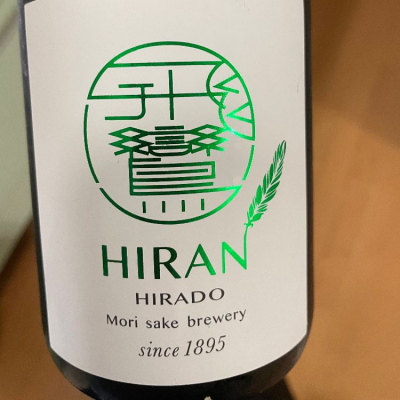 HIRAN
HIRADO
Mori sake brewery
since 1895